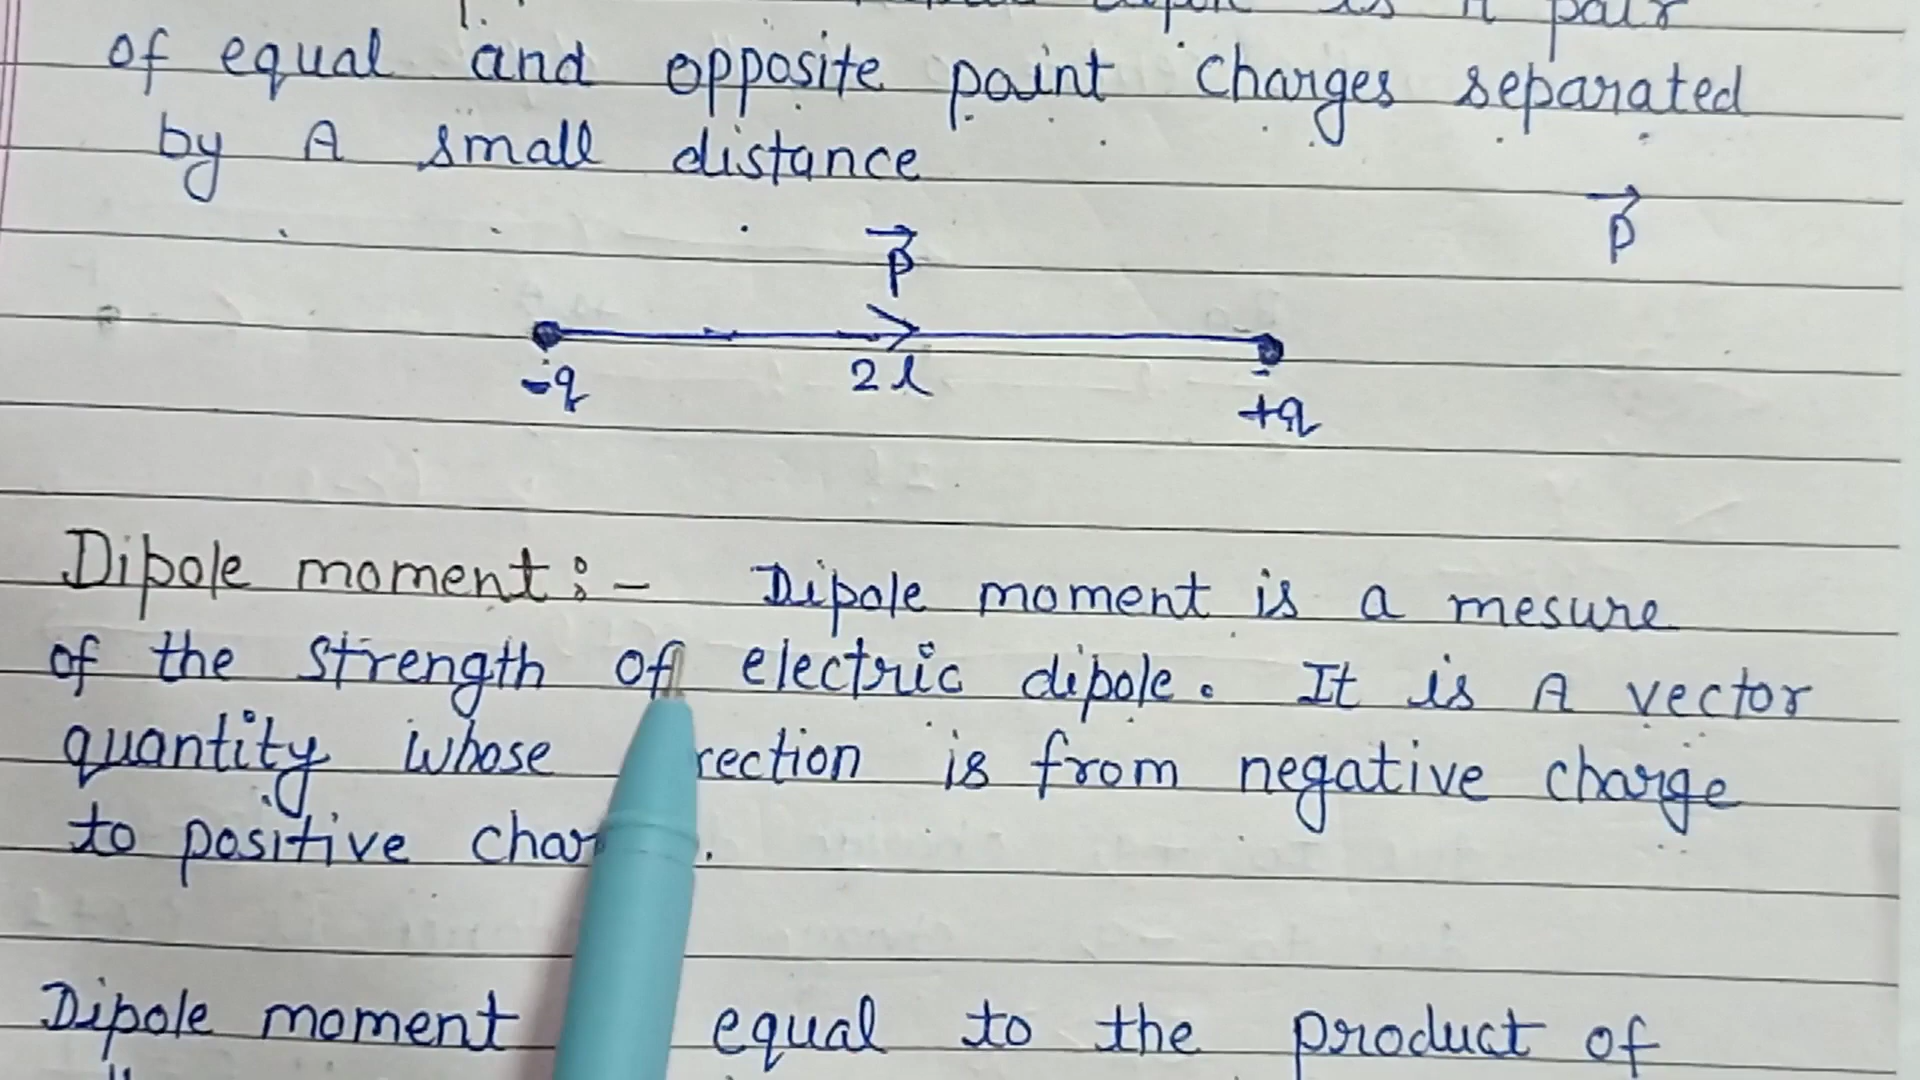 is A pair
of equal and opposite point charges separated
by A small distance
p
p
2l
-q
+q
Dipole moment :- Dipole moment is a mesure
of the strength of electric dipole. It is A vector
quantity whose rection is from negative charge
to positive char .
Dipole moment equal to the product of